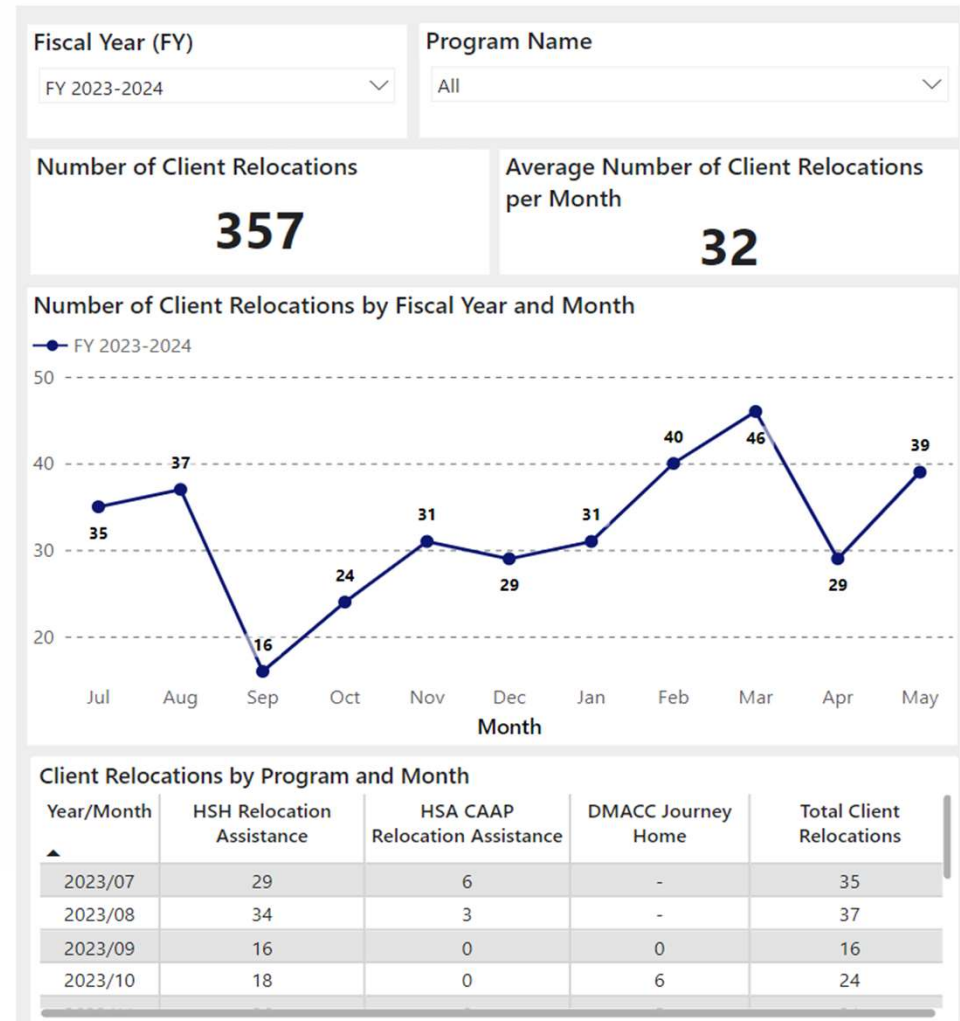 Fiscal Year (FY)
FY 2023-2024
Program Name
All
Number of Client Relocations
357
Average Number of Client Relocations
per Month
32
Number of Client Relocations by Fiscal Year and Month
FY 2023-2024
50
40
30
20
35
37
16
24
31
29
31
40
46
29
39
Jul Aug Sep Oct Nov Dec Jan Feb Mar Apr May
Month
Client Relocations by Program and Month
Year/Month HSH Relocation Assistance HSA CAAP Relocation Assistance DMACC Journey Home Total Client Relocations
2023/07 29 6 - 35
2023/08 34 3 - 37
2023/09 16 0 0 16
2023/10 18 0 6 24